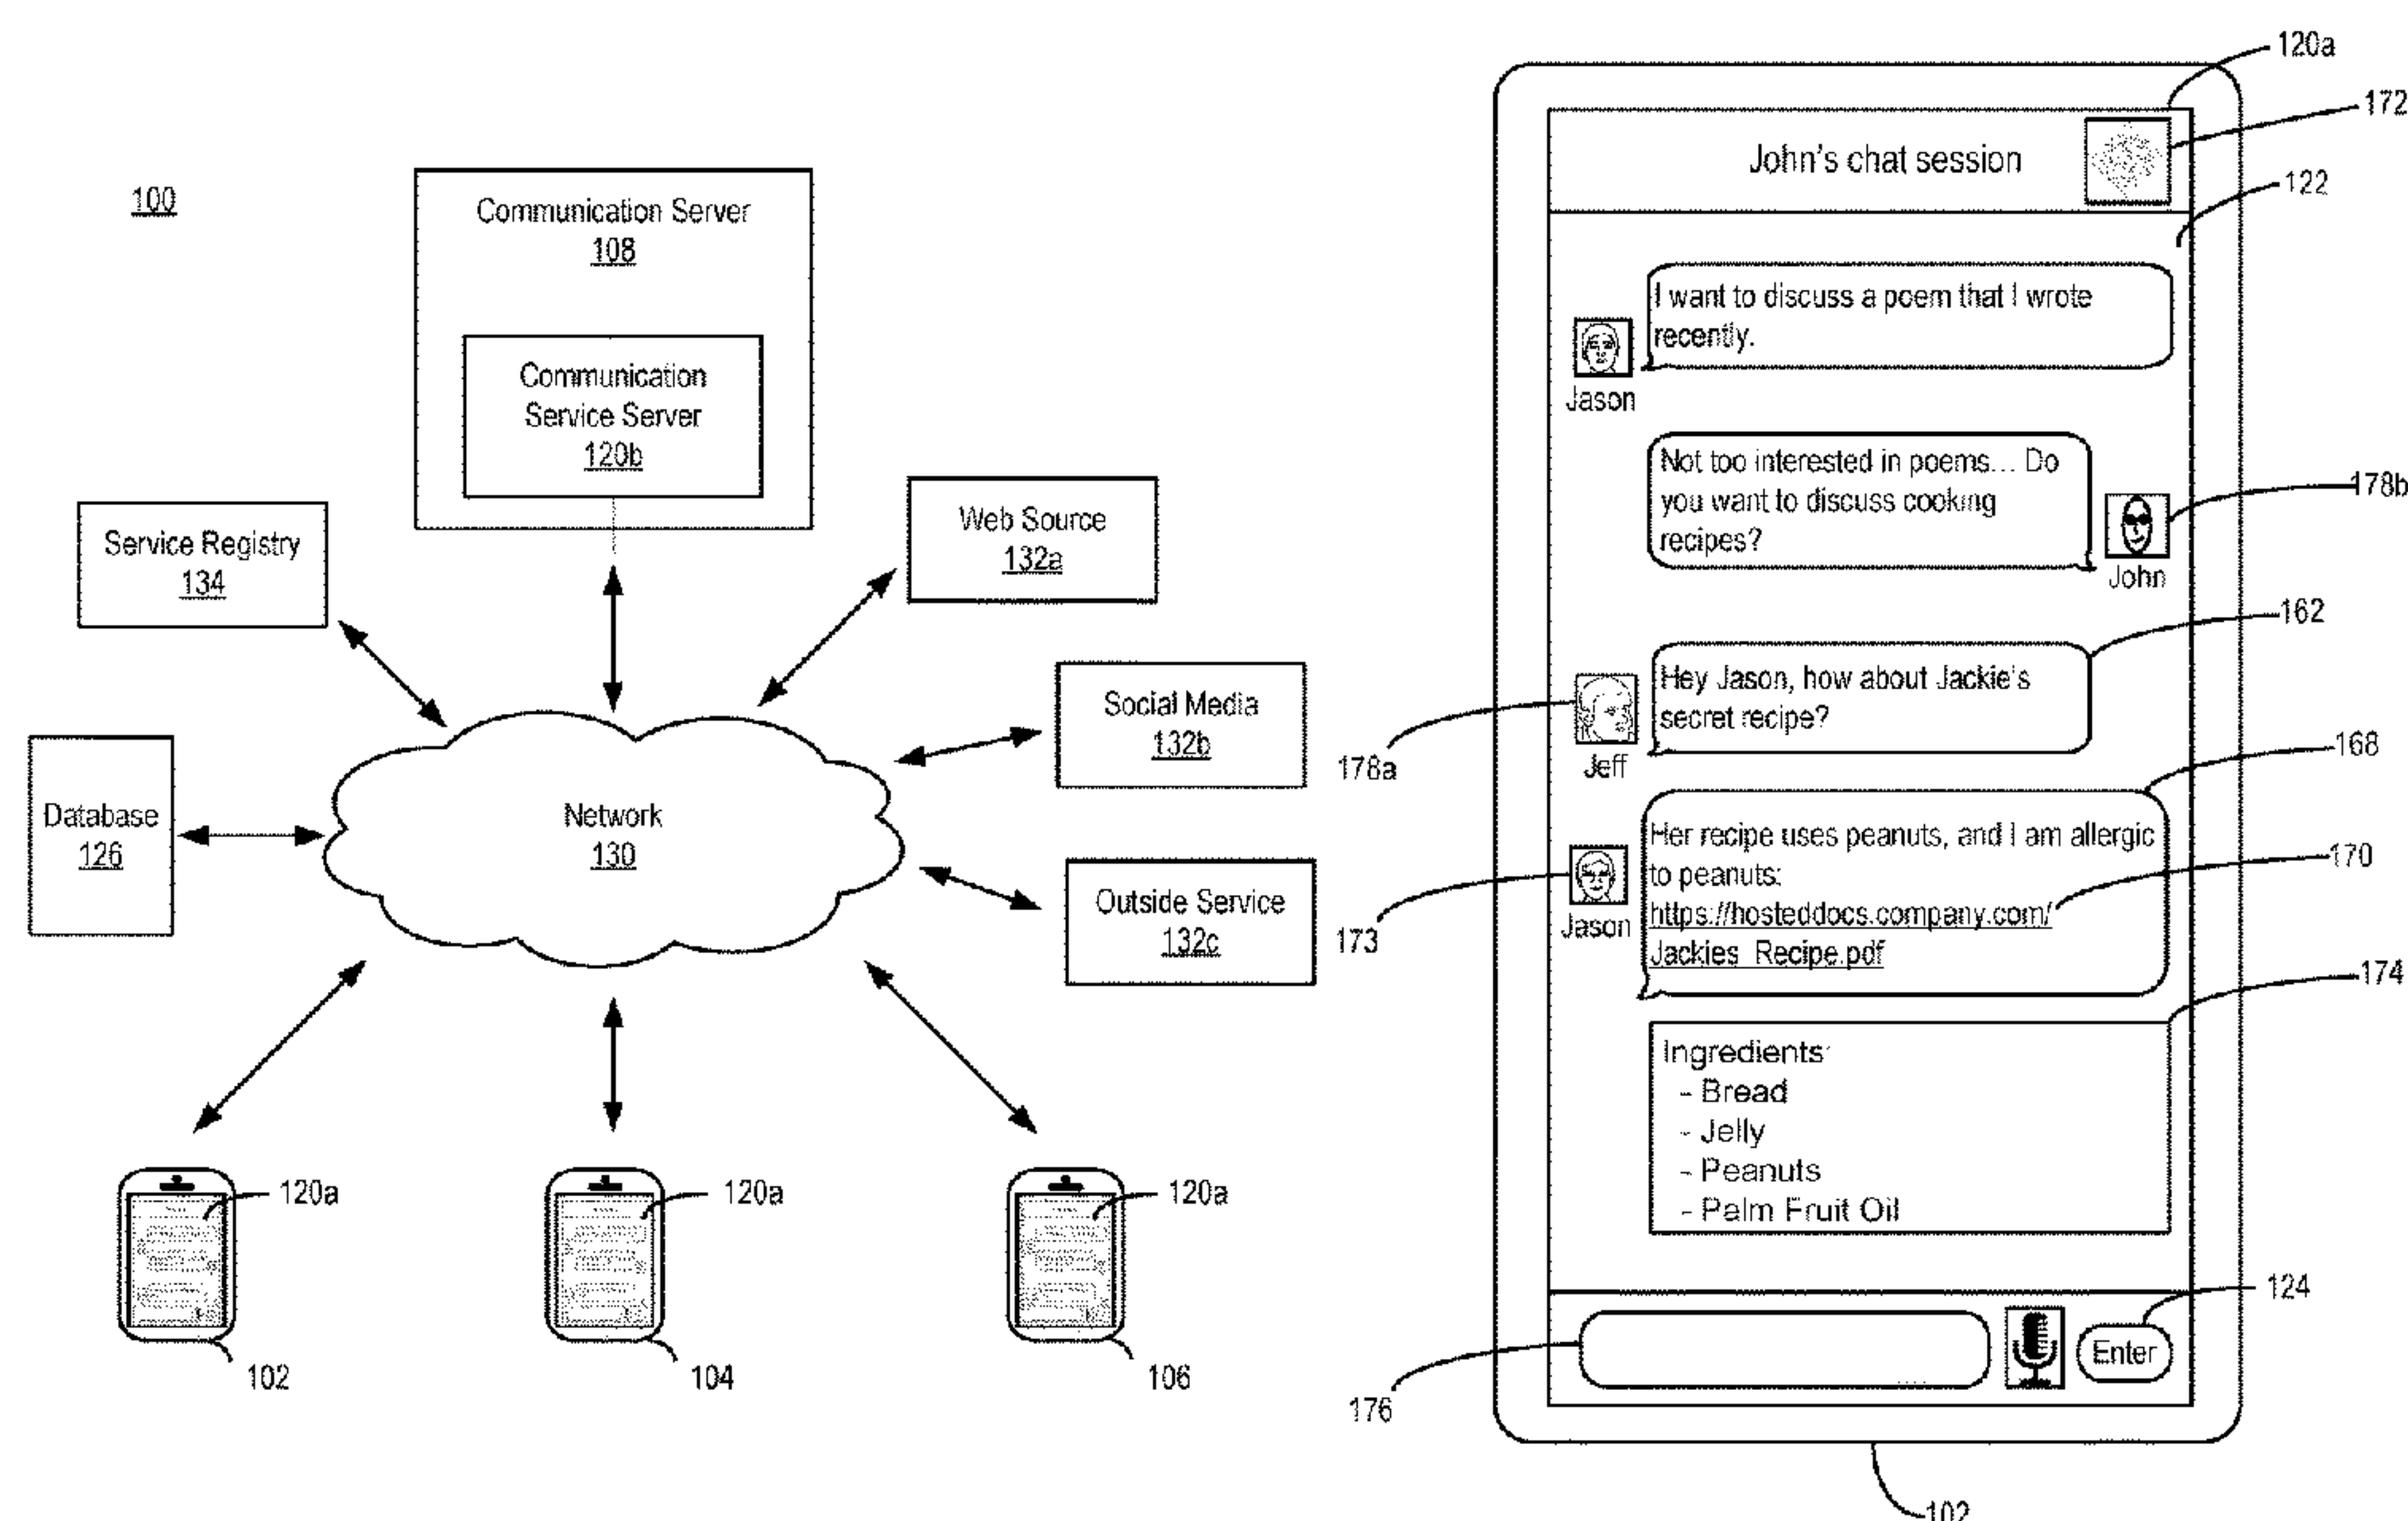 100
Communication Server
108
Communication
Service Server
120b
Service Registry
134
Web Source
132a
Social Media
132b
Database
126
Network
130
Outside Service
132c
120a
120a
120a
102
104
106
120a
172
John's chat session
122
I want to discuss a poem that I wrote
recently.
Jason
Not too interested in poems... Do
you want to discuss cooking
recipes?
178b
John
162
Hey Jason, how about Jackie's
secret recipe?
178a
Jeff
168
Her recipe uses peanuts, and I am allergic
to peanuts:
170
https://hosteddocs.company.com/
Jackies_Recipe.pdf
173
Jason
174
Ingredients:
- Bread
- Jelly
- Peanuts
- Palm Fruit Oil
124
Enter
176
102